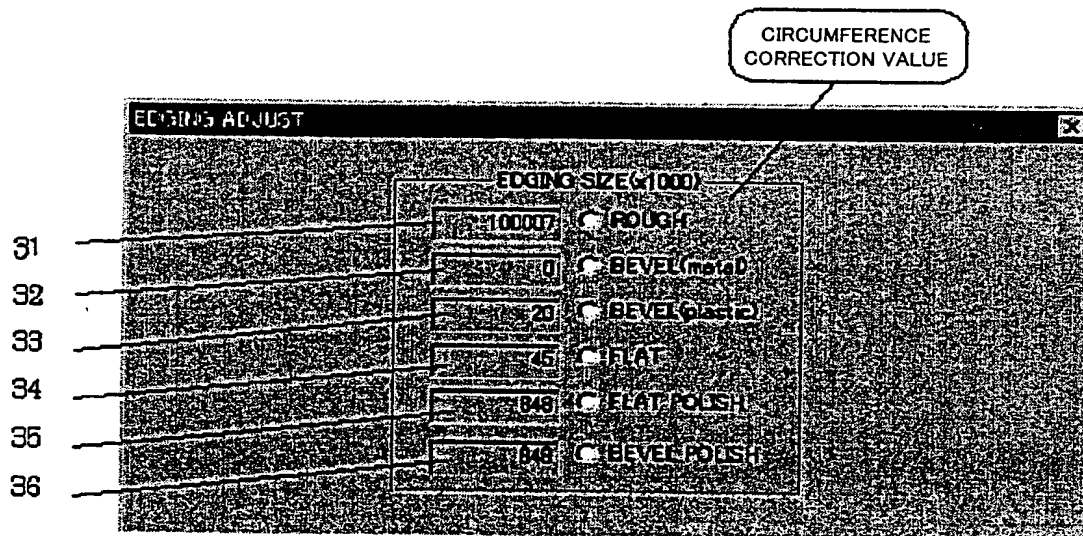 CIRCUMFERENCE
CORRECTION VALUE
EDGING ADJUST
EDGING SIZE(x1000)
31 100007 ROUGH
32 0 BEVEL(metal)
33 20 BEVEL(plastic)
34 45 FLAT
35 848 FLAT POLISH
36 848 BEVEL POLISH